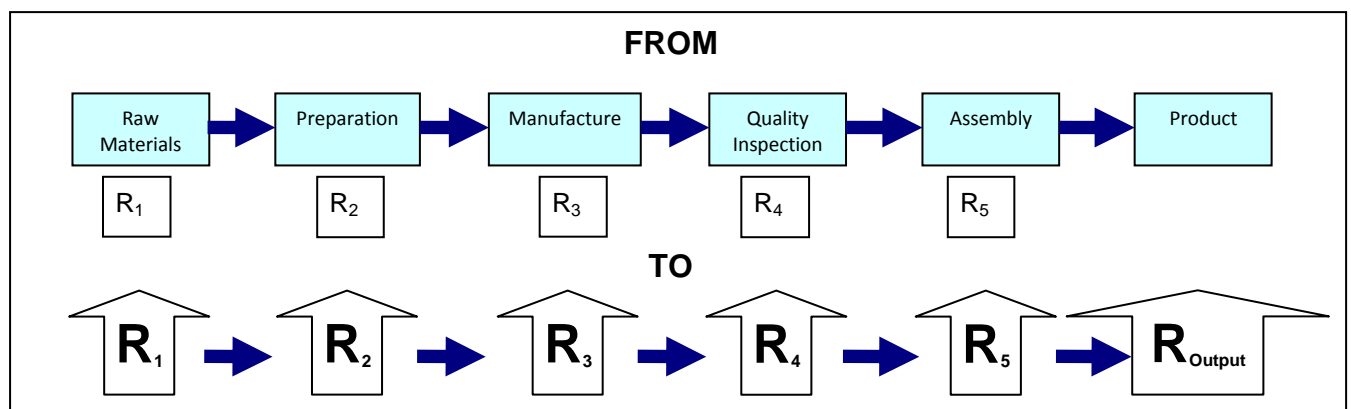 FROM
Raw Materials
Preparation
Manufacture
Quality Inspection
Assembly
Product
R1
R2
R3
R4
R5
TO
R1
R2
R3
R4
R5
ROutput